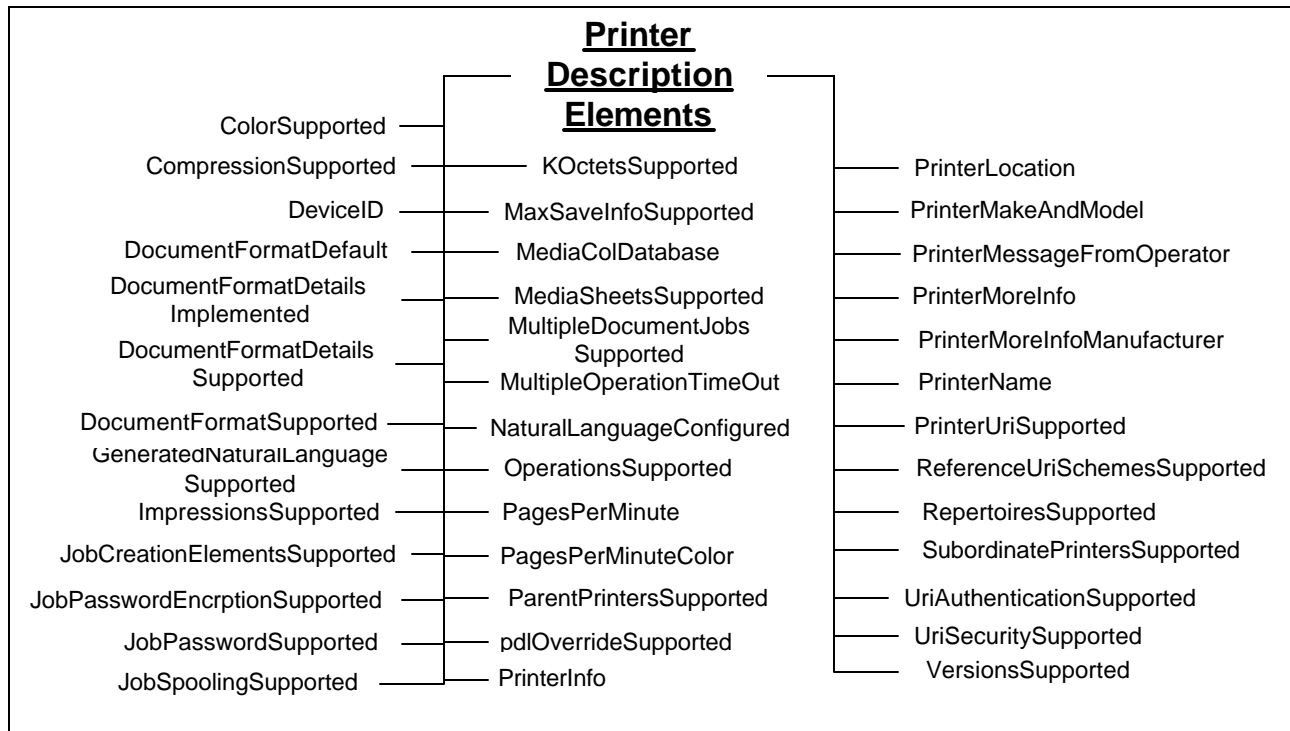 Printer
Description
Elements
ColorSupported
CompressionSupported
DeviceID
DocumentFormatDefault
DocumentFormatDetails
Implemented
DocumentFormatDetails
Supported
DocumentFormatSupported
GeneratedNaturalLanguage
Supported
ImpressionsSupported
JobCreationElementsSupported
JobPasswordEncrptionSupported
JobPasswordSupported
JobSpoolingSupported
KOctetsSupported
MaxSaveInfoSupported
MediaColDatabase
MediaSheetsSupported
MultipleDocumentJobs
Supported
MultipleOperationTimeOut
NaturalLanguageConfigured
OperationsSupported
PagesPerMinute
PagesPerMinuteColor
ParentPrintersSupported
pdlOverrideSupported
PrinterInfo
PrinterLocation
PrinterMakeAndModel
PrinterMessageFromOperator
PrinterMoreInfo
PrinterMoreInfoManufacturer
PrinterName
PrinterUriSupported
ReferenceUriSchemesSupported
RepertoiresSupported
SubordinatePrintersSupported
UriAuthenticationSupported
UriSecuritySupported
VersionsSupported